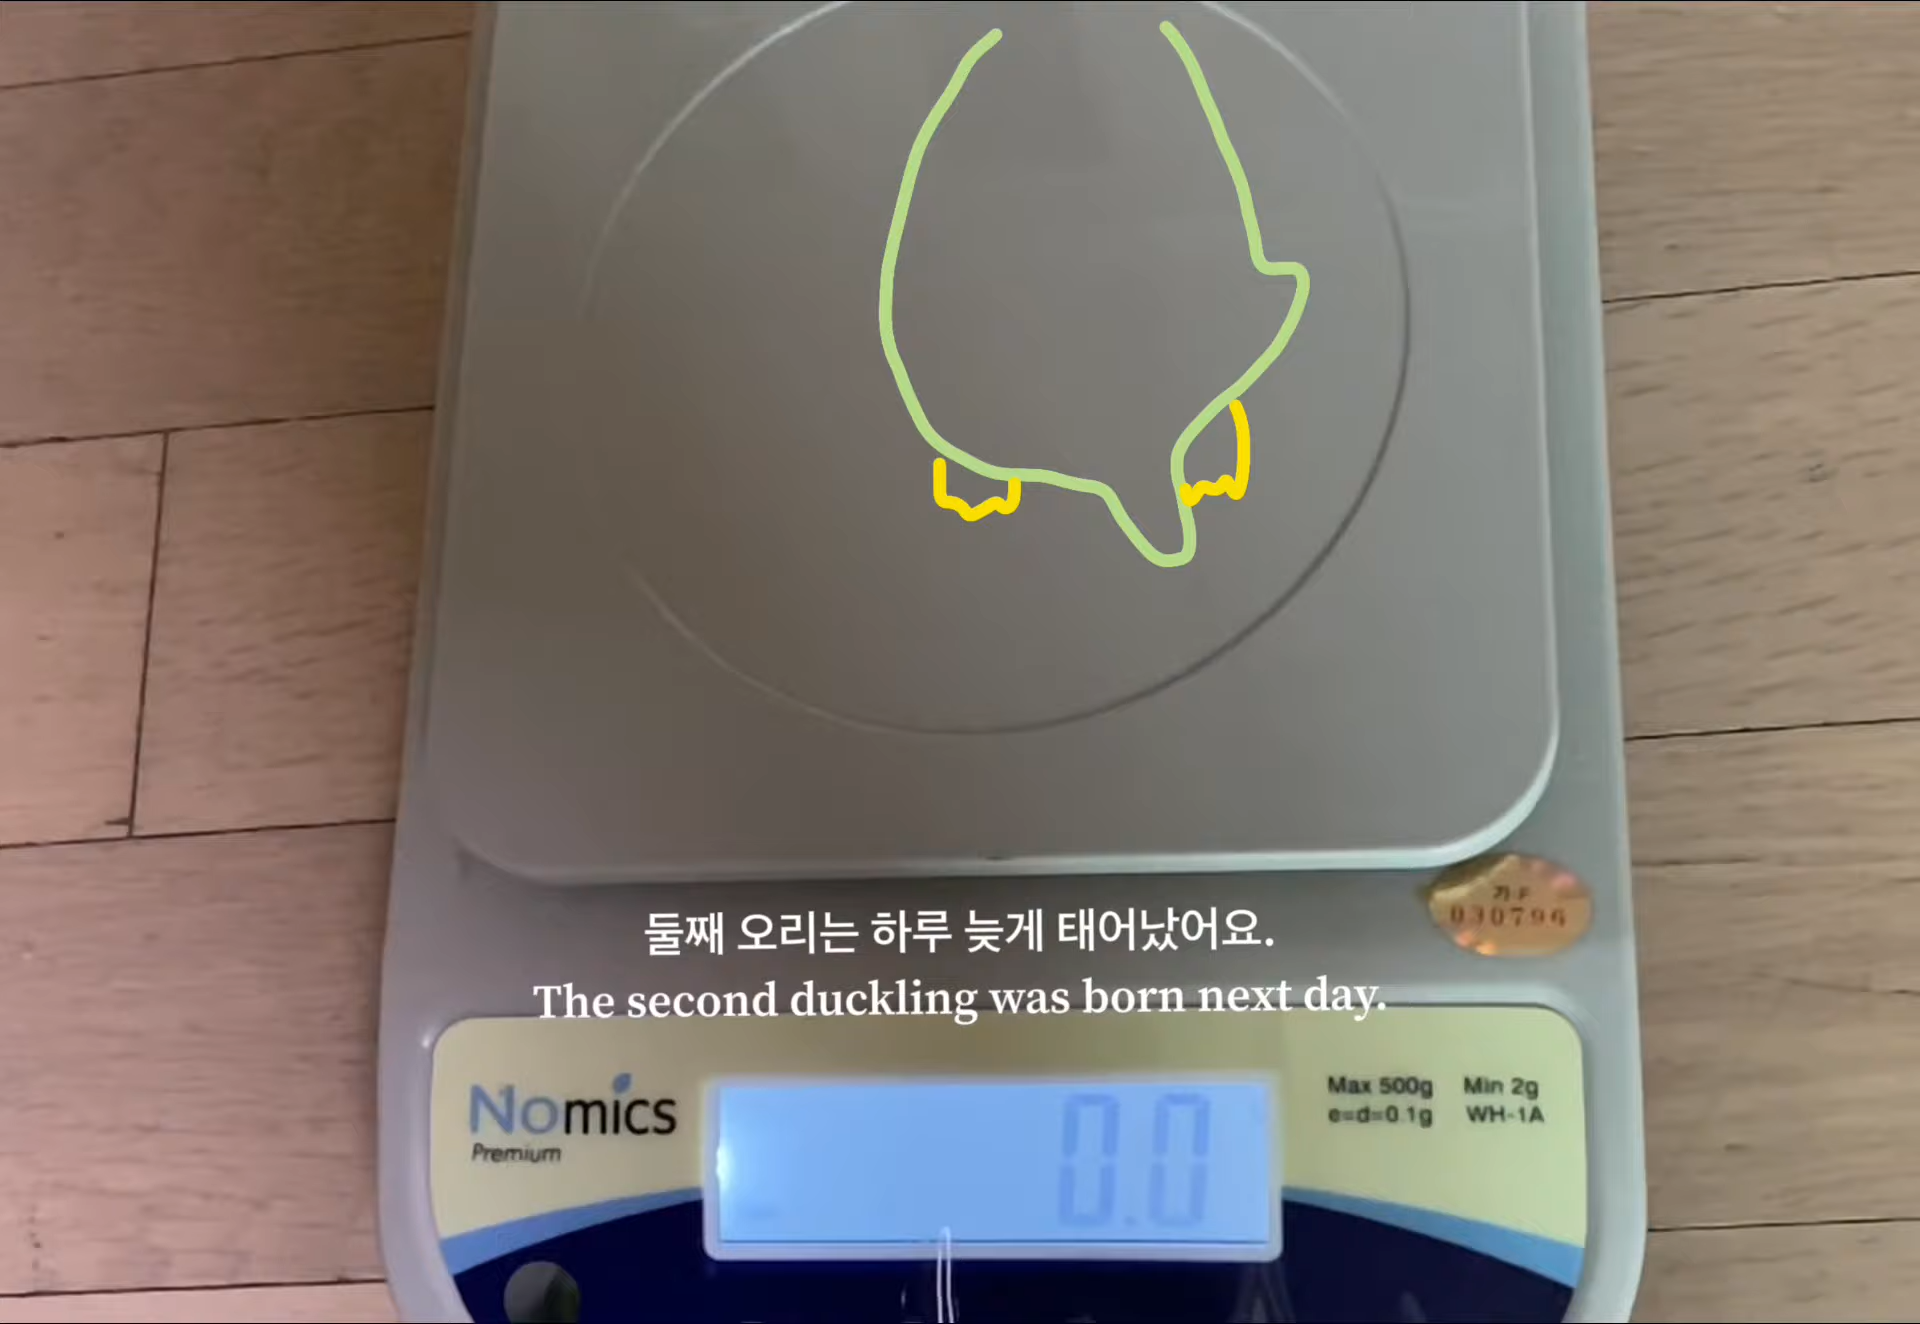 둘째 오리는 하루 늦게 태어났어요.
The second duckling was born next day.
030796
Nomics
Premium
0.0
Max 500g Min 2g
e=d=0.1g WH-1A